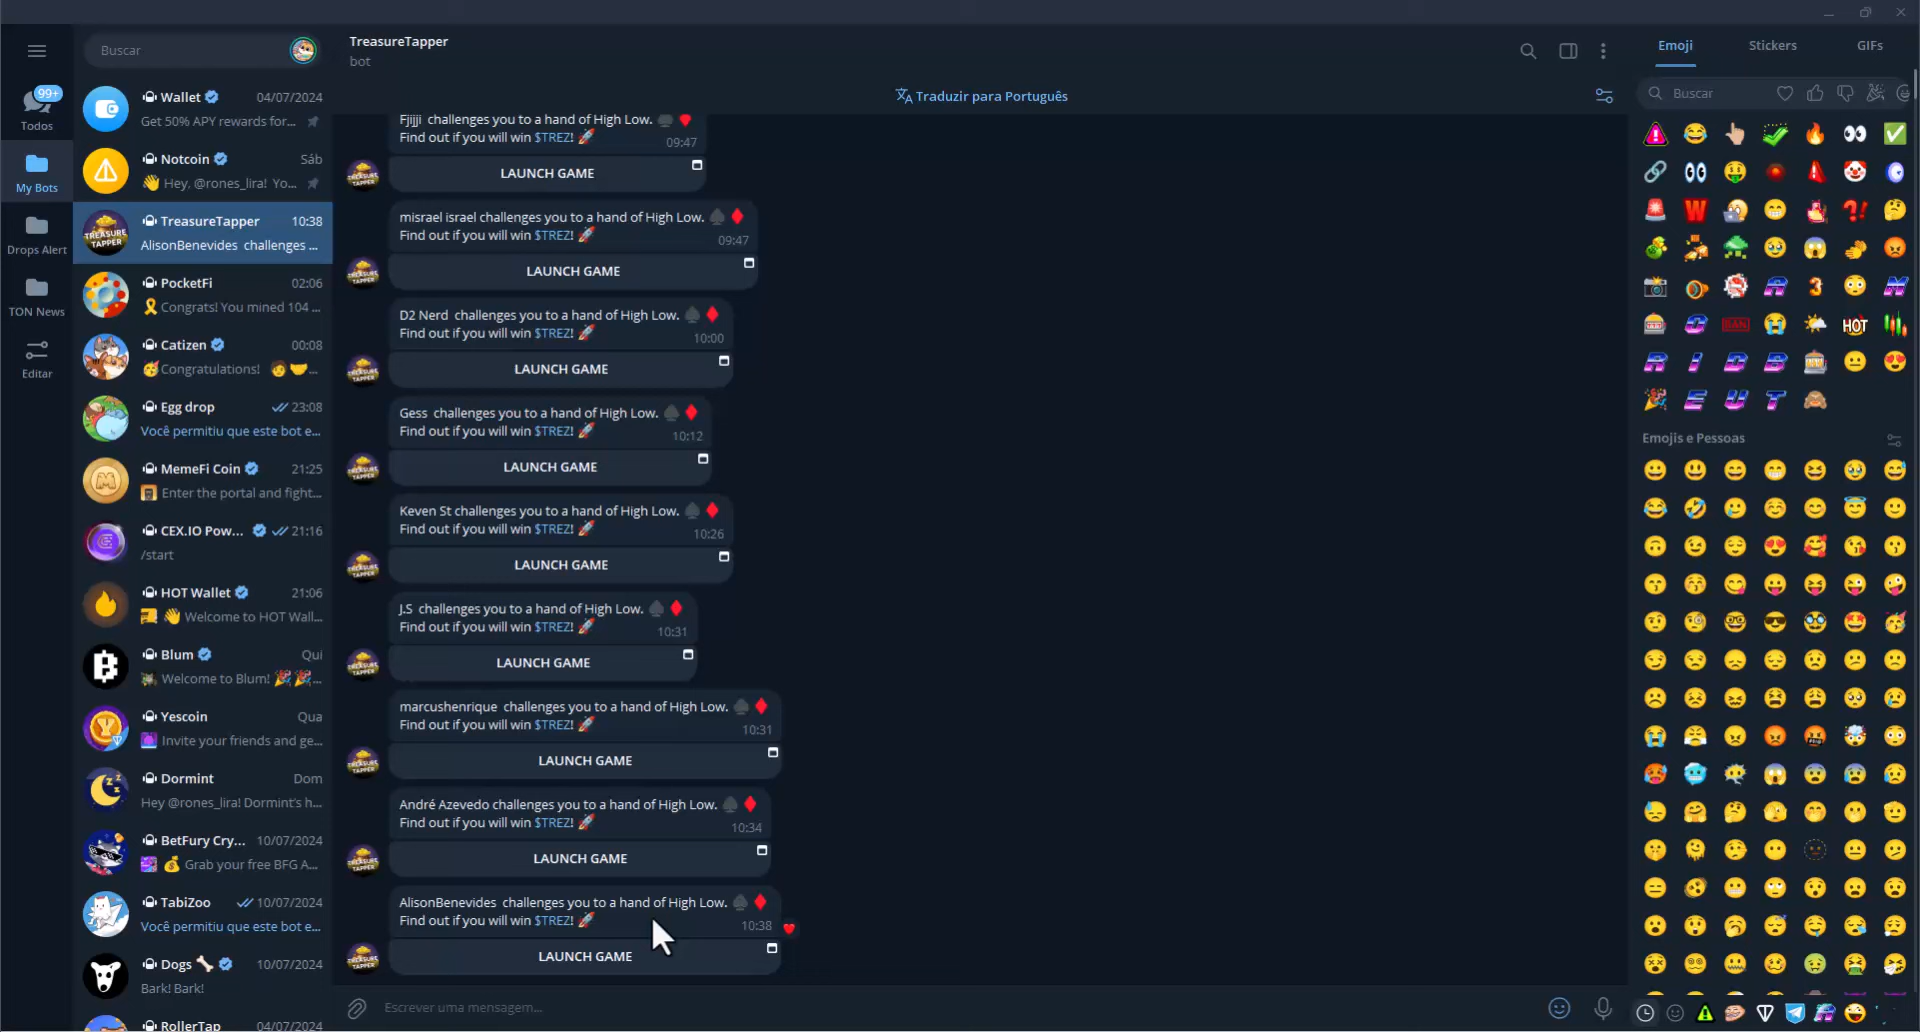 Buscar
99+
Todos
My Bots
Drops Alert
TON News
Editar
Wallet 04/07/2024
Get 50% APY rewards for...
Notcoin Sáb
Hey, @rones_lira! Yo...
TreasureTapper 10:38
AlisonBenevides challenges ...
PocketFi 02:06
Congrats! You mined 104 ...
Catizen 00:08
Congratulations!
Egg drop 23:08
Você permitiu que este bot e...
MemeFi Coin 21:25
Enter the portal and fight...
CEX.IO Pow... 21:16
/start
HOT Wallet 21:06
Welcome to HOT Wall...
Blum Qui
Welcome to Blum!
Yescoin Qua
Invite your friends and ge...
Dormint Dom
Hey @rones_lira! Dormint's h...
BetFury Cry... 10/07/2024
Grab your free BFG A...
TabiZoo 10/07/2024
Você permitiu que este bot e...
Dogs 10/07/2024
Bark! Bark!
RollerTap 04/07/2024
TreasureTapper
bot
Traduzir para Português
Fjijji challenges you to a hand of High Low.
Find out if you will win $TREZ!
09:47
LAUNCH GAME
misrael israel challenges you to a hand of High Low.
Find out if you will win $TREZ!
09:47
LAUNCH GAME
D2 Nerd challenges you to a hand of High Low.
Find out if you will win $TREZ!
10:00
LAUNCH GAME
Gess challenges you to a hand of High Low.
Find out if you will win $TREZ!
10:12
LAUNCH GAME
Keven St challenges you to a hand of High Low.
Find out if you will win $TREZ!
10:26
LAUNCH GAME
J.S challenges you to a hand of High Low.
Find out if you will win $TREZ!
10:31
LAUNCH GAME
marcushenrique challenges you to a hand of High Low.
Find out if you will win $TREZ!
10:31
LAUNCH GAME
André Azevedo challenges you to a hand of High Low.
Find out if you will win $TREZ!
10:34
LAUNCH GAME
AlisonBenevides challenges you to a hand of High Low.
Find out if you will win $TREZ!
10:38
LAUNCH GAME
Escrever uma mensagem...
Emoji Stickers GIFs
Buscar
Emojis e Pessoas